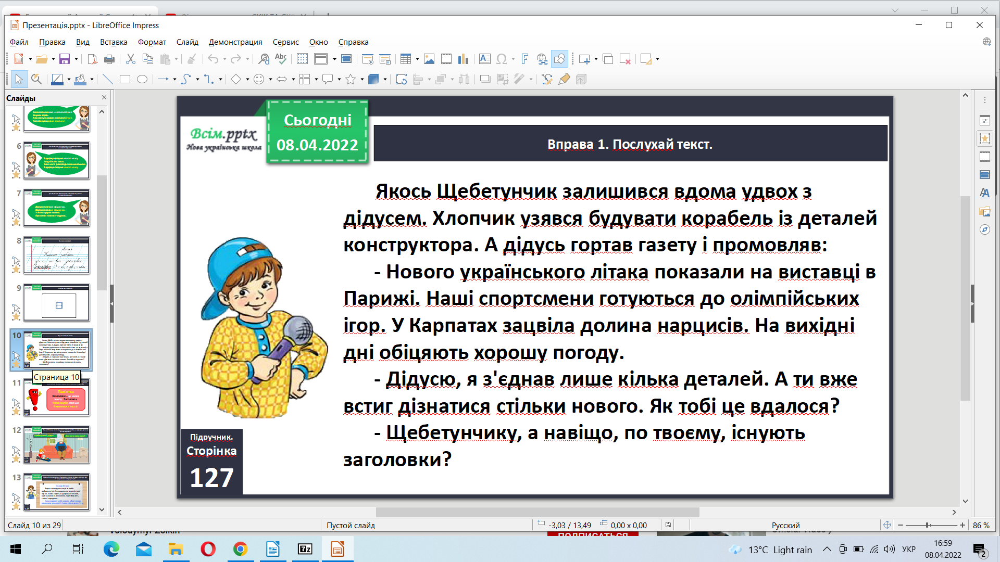 Презентація.pptx - LibreOffice Impress
Файл Правка Вид Вставка Формат Слайд Демонстрация Сервис Окно Справка
Слайды
6
7
8
9
10
Страница 10
11
Пам'ятка
12
13
Всім.pptx
Нова українська школа
Сьогодні
08.04.2022
Вправа 1. Послухай текст.
Якось Щебетунчик залишився вдома удвох з
дідусем. Хлопчик узявся будувати корабель із деталей
конструктора. А дідусь гортав газету і промовляв:
- Нового українського літака показали на виставці в
Парижі. Наші спортсмени готуються до олімпійських
ігор. У Карпатах зацвіла долина нарцисів. На вихідні
дні обіцяють хорошу погоду.
- Дідусю, я з'єднав лише кілька деталей. А ти вже
встиг дізнатися стільки нового. Як тобі це вдалося?
- Щебетунчику, а навіщо, по твоєму, існують
заголовки?
Підручник.
Сторінка
127
Слайд 10 из 29
Пустой слайд
-3,03 / 13,49
0,00 x 0,00
Русский
86 %
13°C Light rain
УКР
16:59
08.04.2022
2